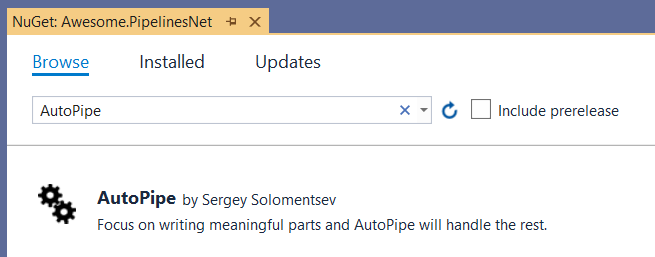 NuGet: Awesome.PipelinesNet
Browse Installed Updates
AutoPipe Include prerelease
AutoPipe by Sergey Solomentsev
Focus on writing meaningful parts and AutoPipe will handle the rest.